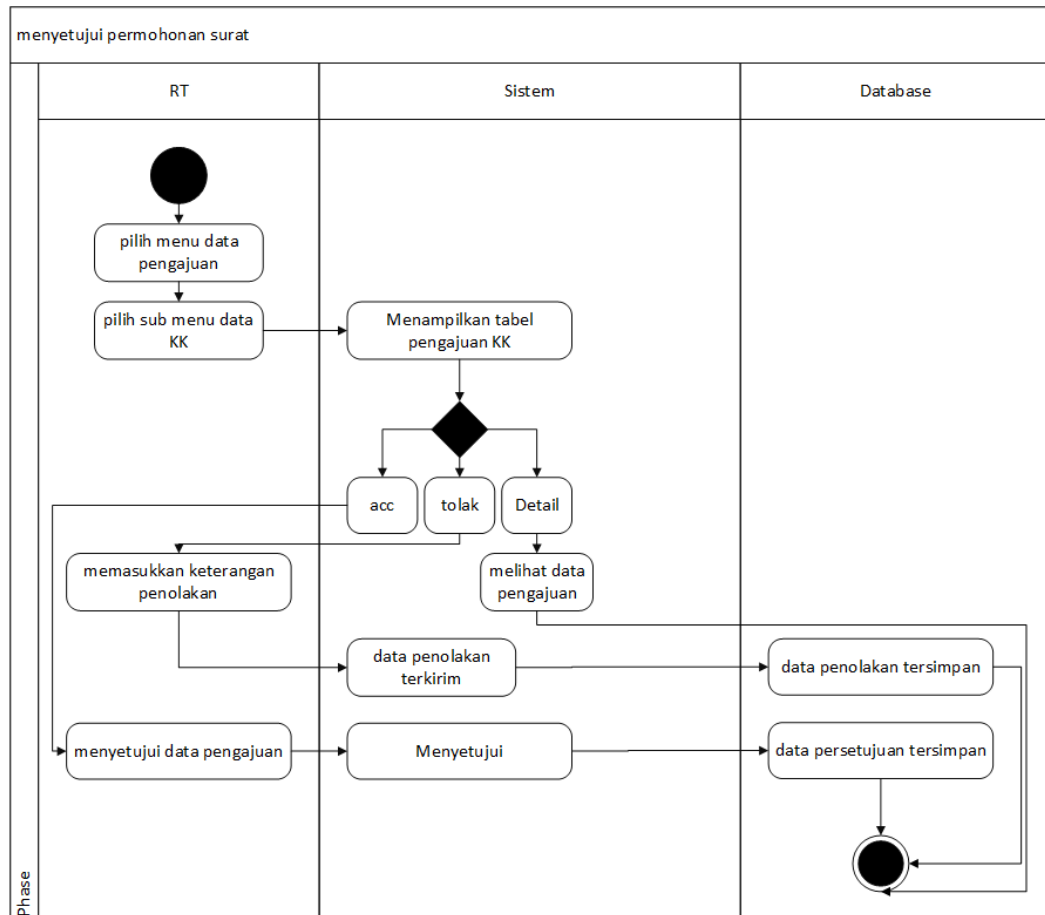 menyetujui permohonan surat
RT
Sistem
Database
pilih menu data
pengajuan
pilih sub menu data
KK
Menampilkan tabel
pengajuan KK
acc
tolak
Detail
memasukkan keterangan
penolakan
melihat data
pengajuan
data penolakan
terkirim
data penolakan tersimpan
menyetujui data pengajuan
Menyetujui
data persetujuan tersimpan
Phase